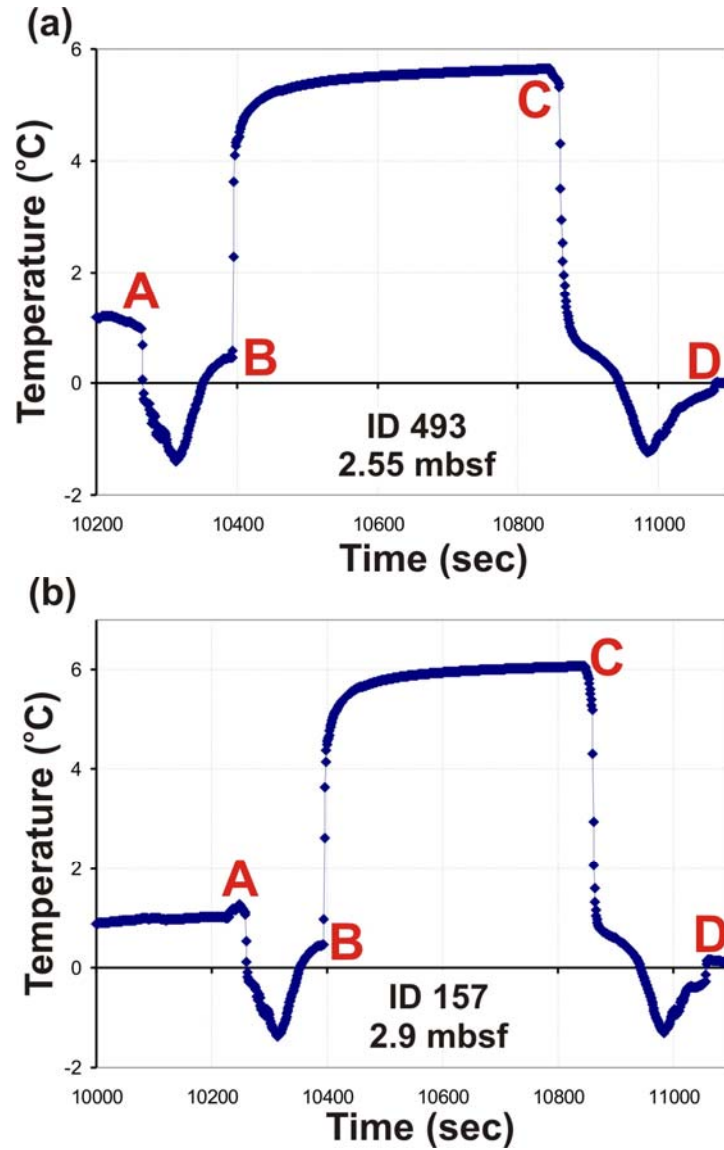 (a)
6
4
2
0
-2
Temperature (°C)
A
B
C
D
ID 493
2.55 mbsf
10200 10400 10600 10800 11000
Time (sec)
(b)
6
4
2
0
-2
Temperature (°C)
A
B
C
D
ID 157
2.9 mbsf
10000 10200 10400 10600 10800 11000
Time (sec)